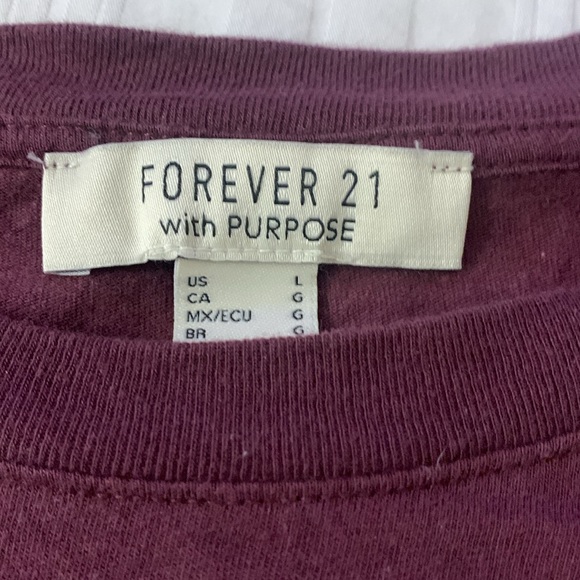 FOREVER 21
with PURPOSE
US L
CA G
MX/ECU G
BR G